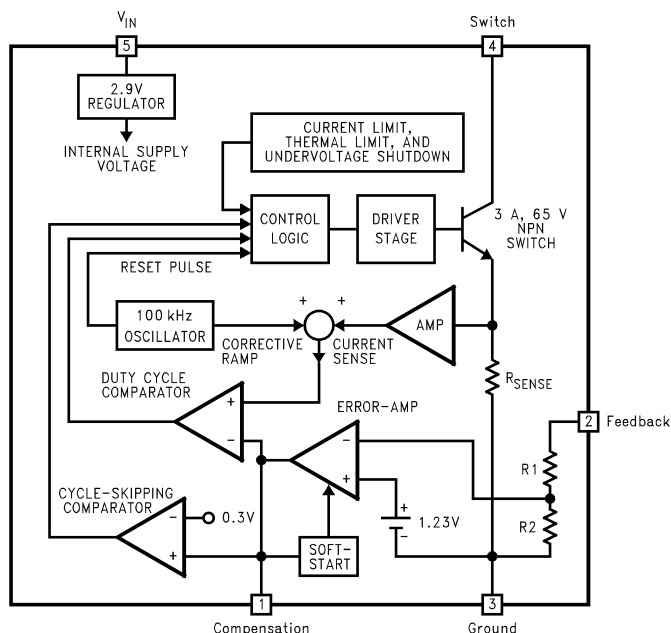 VIN
Switch
5
4
2.9V
REGULATOR
CURRENT LIMIT,
THERMAL LIMIT, AND
UNDERVOLTAGE SHUTDOWN
INTERNAL SUPPLY
VOLTAGE
CONTROL
LOGIC
DRIVER
STAGE
3 A, 65 V
NPN
SWITCH
RESET PULSE
100 kHz
OSCILLATOR
+
+
AMP
CORRECTIVE
RAMP
CURRENT
SENSE
RSENSE
DUTY CYCLE
COMPARATOR
+
-
ERROR-AMP
-
+
2
Feedback
R1
R2
CYCLE-SKIPPING
COMPARATOR
-
+
0.3V
+
-
1.23V
SOFT-
START
1
3
Compensation
Ground